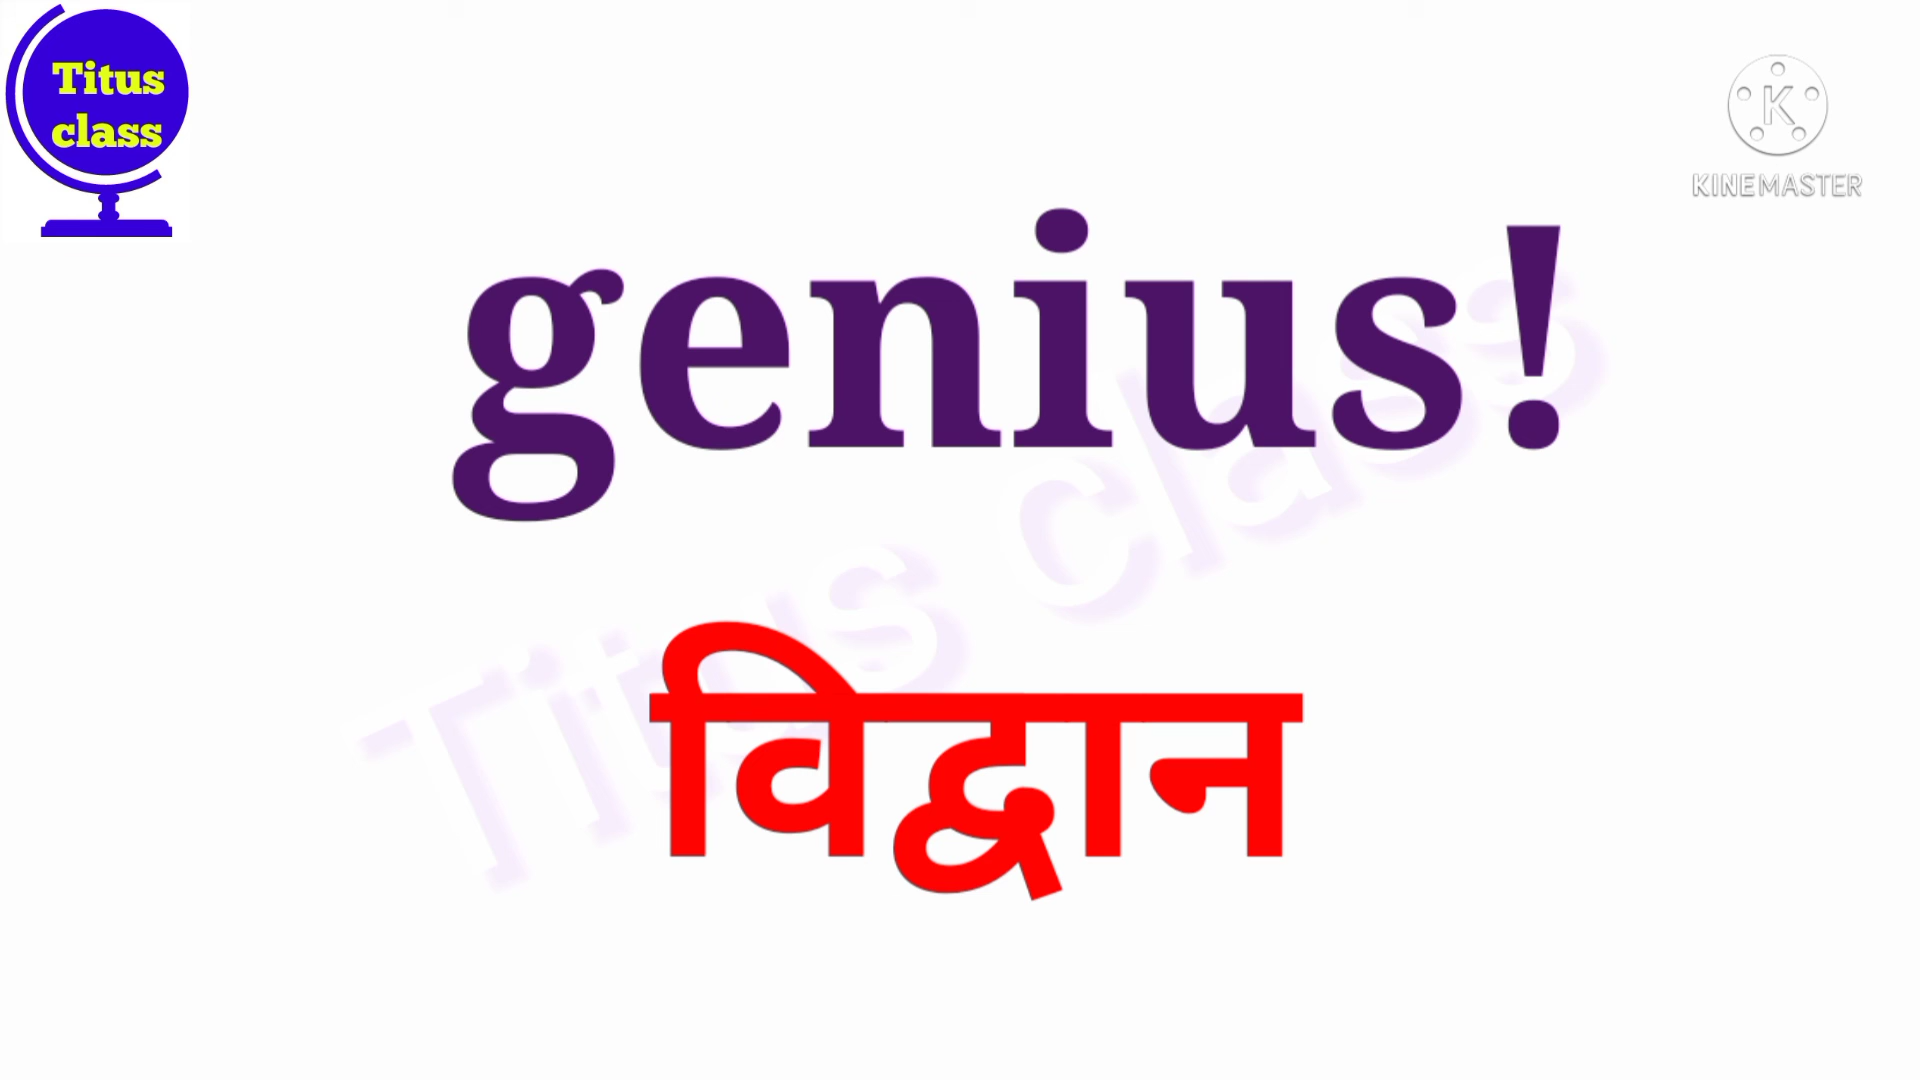 Titus
class
K
KINEMASTER
genius!
Titus class
विद्वान